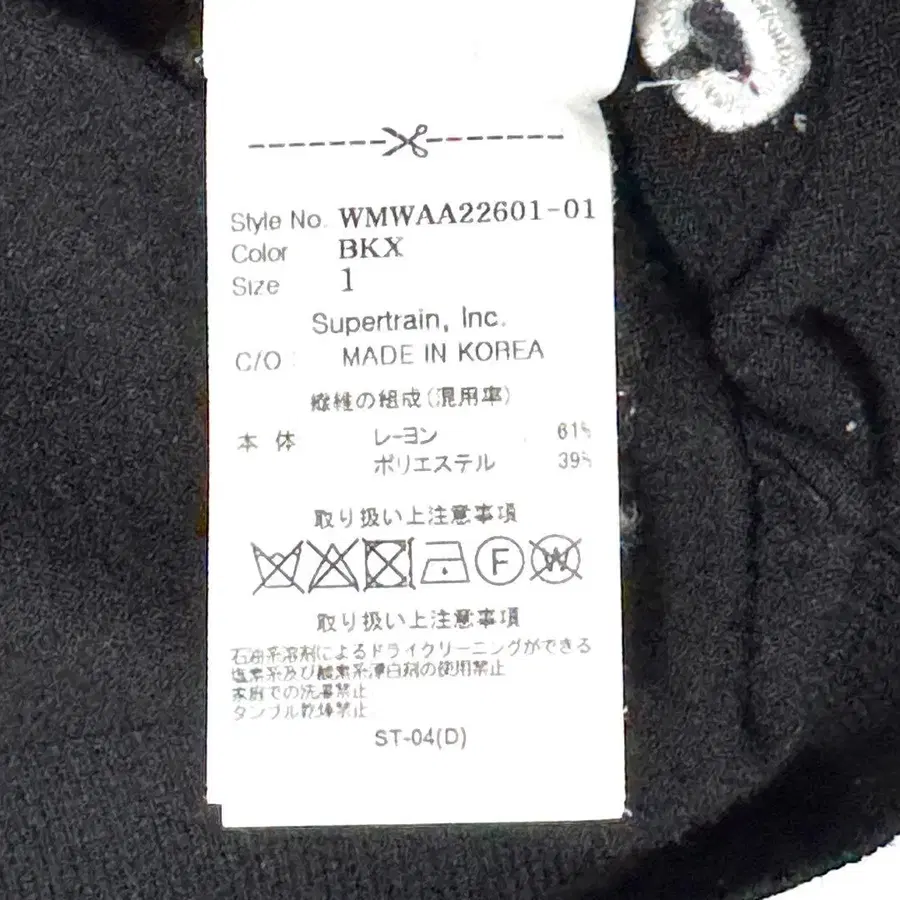 Style No. WMWAA22601-01
Color BKX
Size 1
Supertrain, Inc.
C/O : MADE IN KOREA
繊維の組成(混用率)
本 体 レーヨン 61%
ポリエステル 39%
取り扱い上注意事項
F W
取り扱い上注意事項
石油系溶剤によるドライクリーニングができる
塩素系及び酸素系漂白剤の使用禁止
家庭での洗濯禁止
タンブル乾燥禁止
ST-04(D)